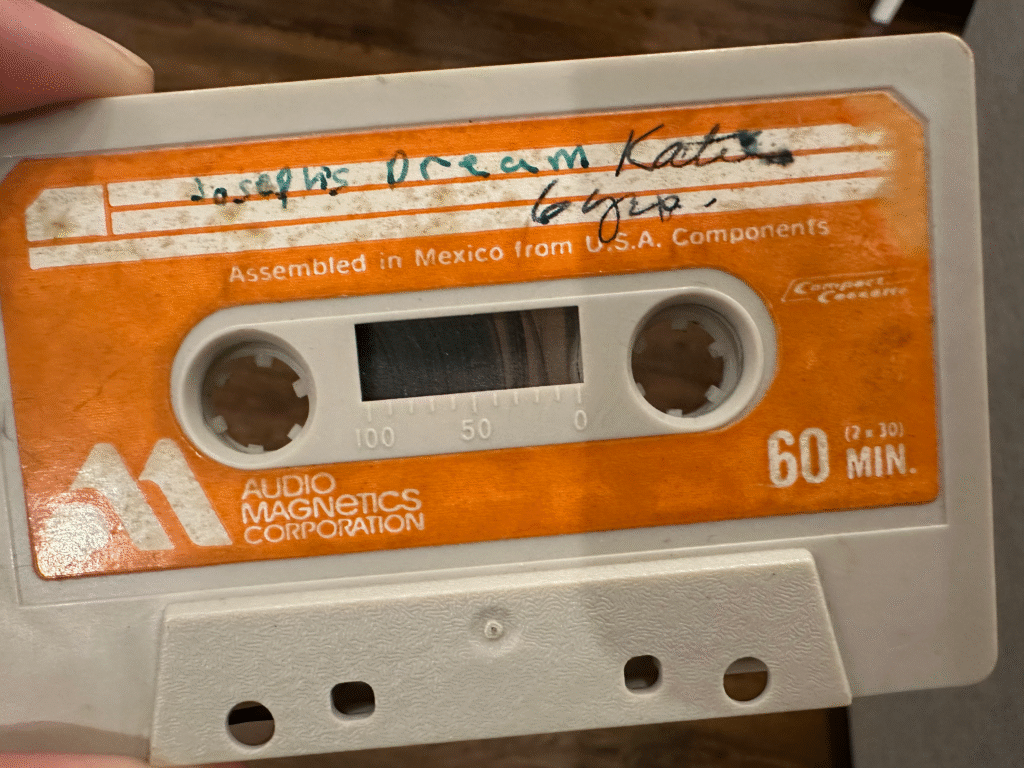 Joseph's Dream Katie
6 yrs.
Assembled in Mexico from U.S.A. Components
Compact Cassette
100 50 0
AUDIO
MAGNETICS
CORPORATION
60 (2 x 30)
MIN.